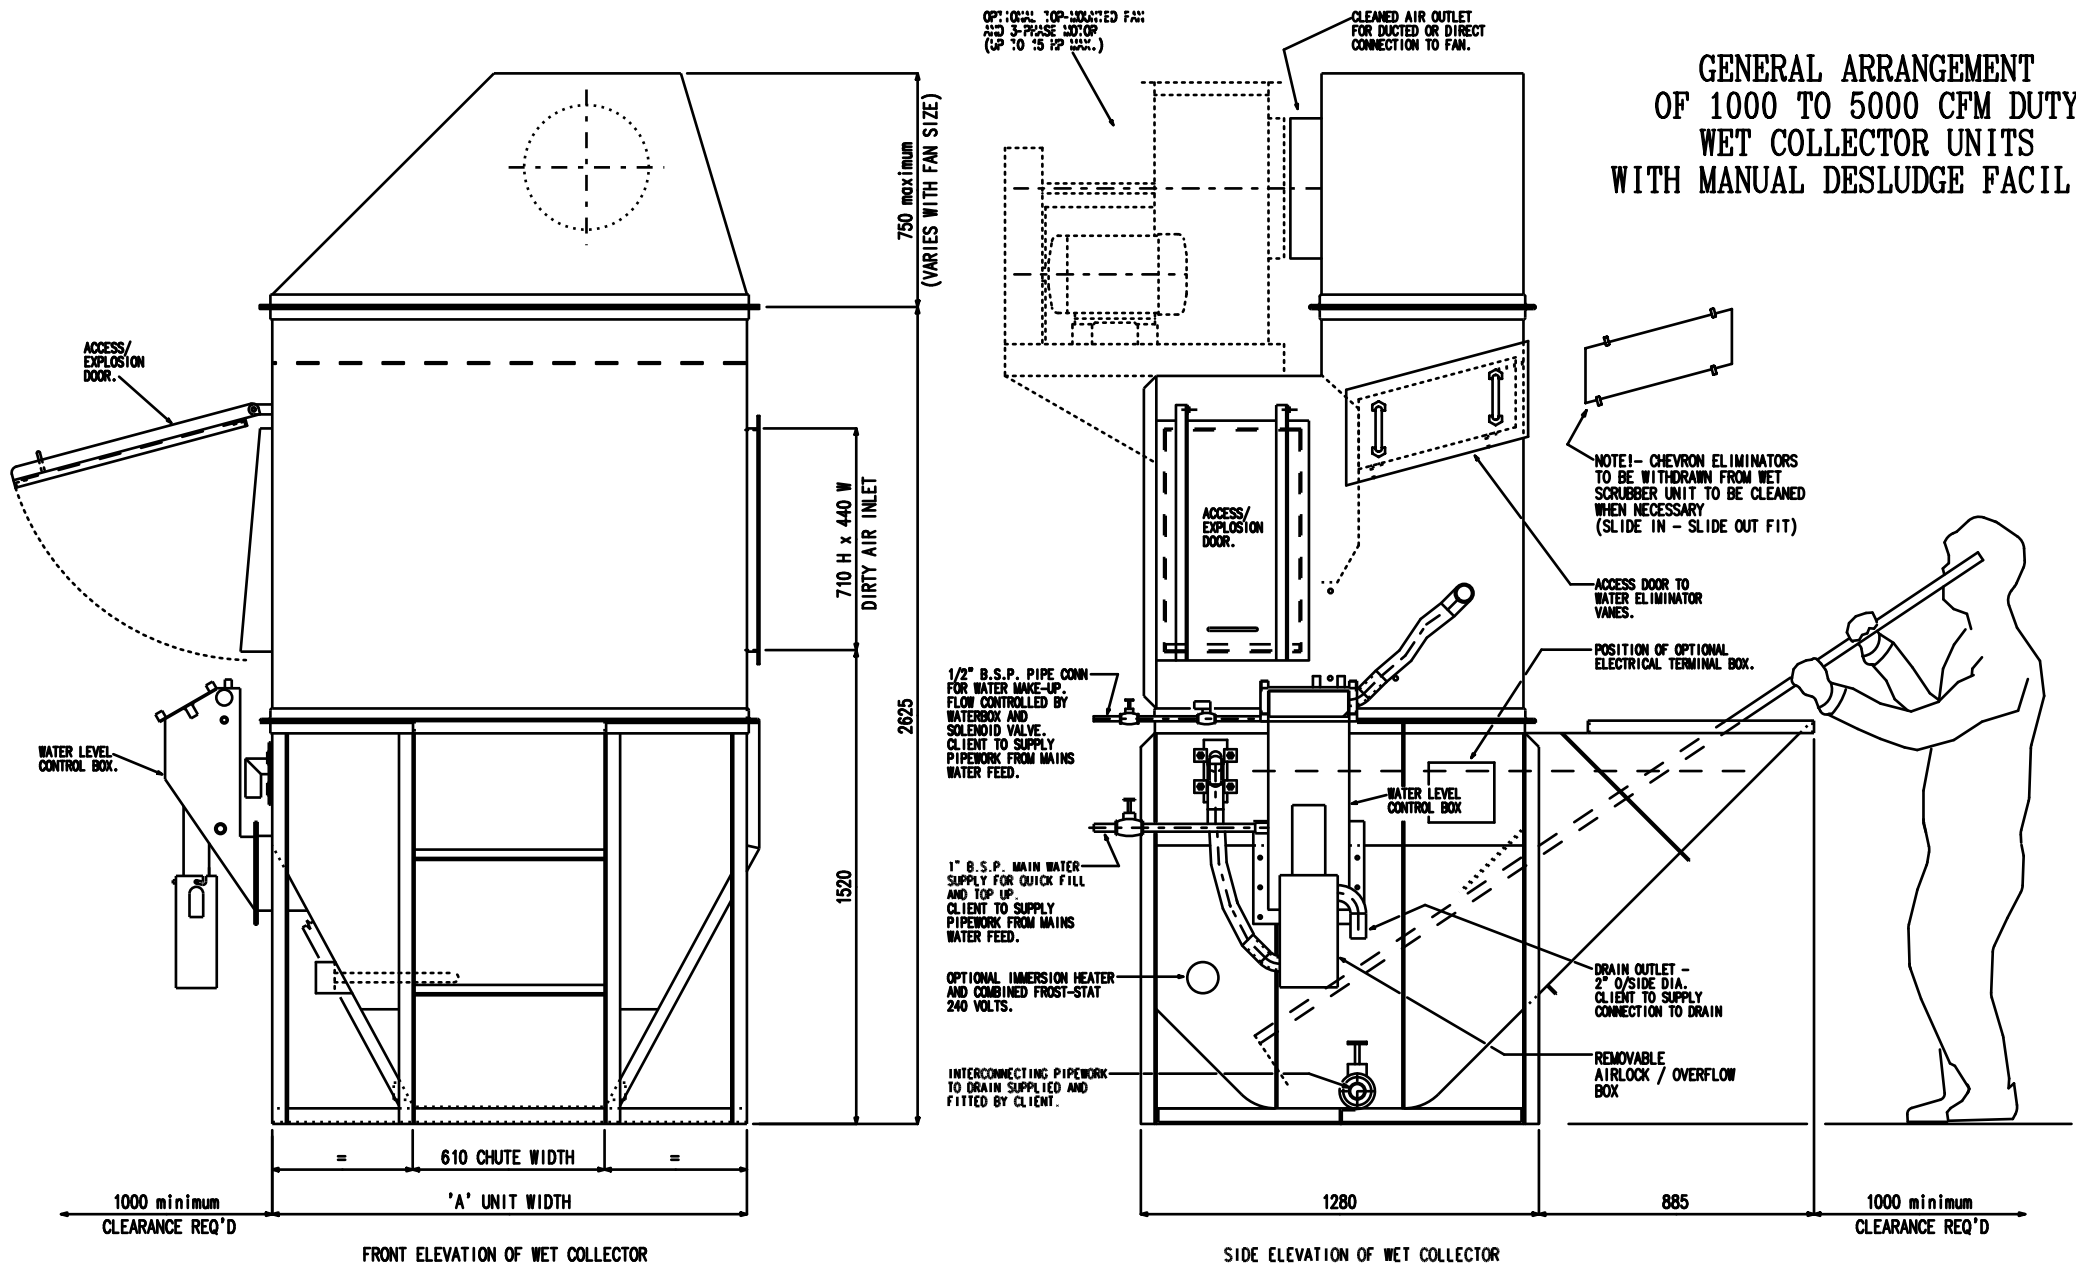 OPTIONAL TOP-MOUNTED FAN
AND 3-PHASE MOTOR
(UP TO 15 HP MAX.)
CLEANED AIR OUTLET
FOR DUCTED OR DIRECT
CONNECTION TO FAN.
GENERAL ARRANGEMENT
OF 1000 TO 5000 CFM DUTY
WET COLLECTOR UNITS
WITH MANUAL DESLUDGE FACIL
750 maximum
(VARIES WITH FAN SIZE)
ACCESS/
EXPLOSION
DOOR.
710 H x 440 W
DIRTY AIR INLET
2625
1520
WATER LEVEL
CONTROL BOX.
ACCESS/
EXPLOSION
DOOR.
NOTE!- CHEVRON ELIMINATORS
TO BE WITHDRAWN FROM WET
SCRUBBER UNIT TO BE CLEANED
WHEN NECESSARY
(SLIDE IN - SLIDE OUT FIT)
ACCESS DOOR TO
WATER ELIMINATOR
VANES.
POSITION OF OPTIONAL
ELECTRICAL TERMINAL BOX.
1/2" B.S.P. PIPE CONN
FOR WATER MAKE-UP.
FLOW CONTROLLED BY
WATERBOX AND
SOLENOID VALVE.
CLIENT TO SUPPLY
PIPEWORK FROM MAINS
WATER FEED.
WATER LEVEL
CONTROL BOX
1" B.S.P. MAIN WATER
SUPPLY FOR QUICK FILL
AND TOP UP.
CLIENT TO SUPPLY
PIPEWORK FROM MAINS
WATER FEED.
OPTIONAL IMMERSION HEATER
AND COMBINED FROST-STAT
240 VOLTS.
DRAIN OUTLET -
2" O/SIDE DIA.
CLIENT TO SUPPLY
CONNECTION TO DRAIN
REMOVABLE
AIRLOCK / OVERFLOW
BOX
INTERCONNECTING PIPEWORK
TO DRAIN SUPPLIED AND
FITTED BY CLIENT.
= 610 CHUTE WIDTH =
1000 minimum
CLEARANCE REQ'D
'A' UNIT WIDTH
1280
885
1000 minimum
CLEARANCE REQ'D
FRONT ELEVATION OF WET COLLECTOR
SIDE ELEVATION OF WET COLLECTOR